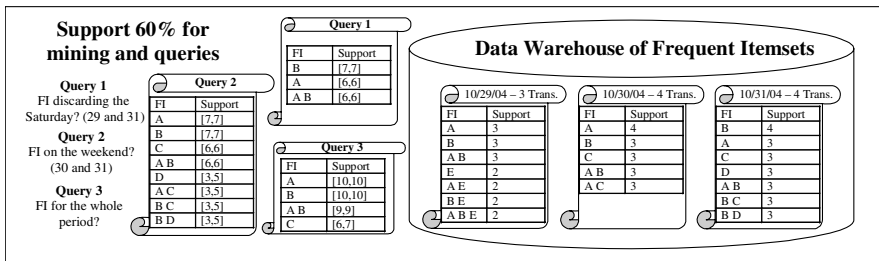 Support 60% for
mining and queries
Query 1
FI discarding the
Saturday? (29 and 31)
Query 2
FI on the weekend?
(30 and 31)
Query 3
FI for the whole
period?
Query 2
FI Support
A [7,7]
B [7,7]
C [6,6]
A B [6,6]
D [3,5]
A C [3,5]
B C [3,5]
B D [3,5]
Query 1
FI Support
B [7,7]
A [6,6]
A B [6,6]
Query 3
FI Support
A [10,10]
B [10,10]
A B [9,9]
C [6,7]
Data Warehouse of Frequent Itemsets
10/29/04 – 3 Trans.
FI Support
A 3
B 3
A B 3
E 2
A E 2
B E 2
A B E 2
10/30/04 – 4 Trans.
FI Support
A 4
B 3
C 3
A B 3
A C 3
10/31/04 – 4 Trans.
FI Support
B 4
A 3
C 3
D 3
A B 3
B C 3
B D 3